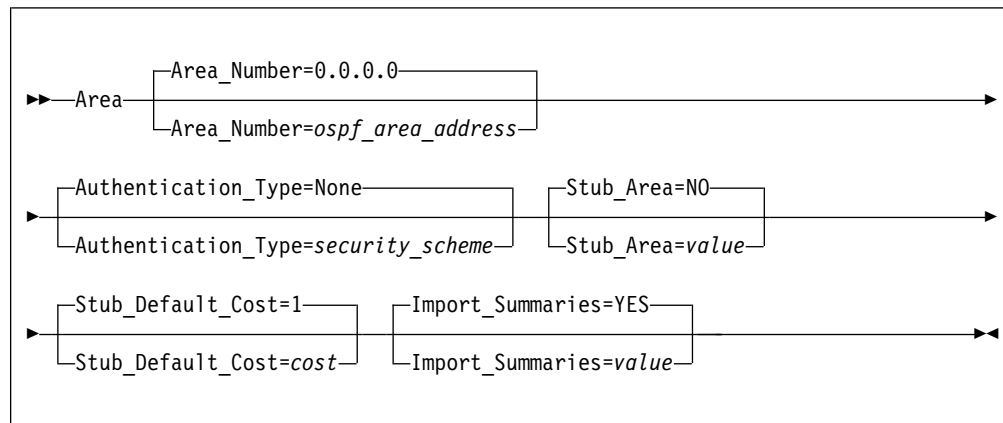 Area_Number=0.0.0.0
Area
Area_Number=ospf_area_address
Authentication_Type=None Stub_Area=NO
Authentication_Type=security_scheme Stub_Area=value
Stub_Default_Cost=1 Import_Summaries=YES
Stub_Default_Cost=cost Import_Summaries=value